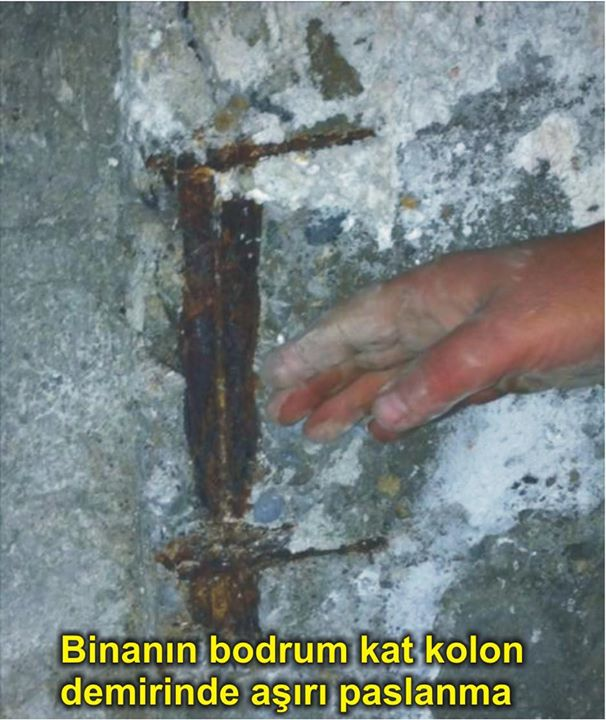 Binanın bodrum kat kolon
demirinde aşırı paslanma